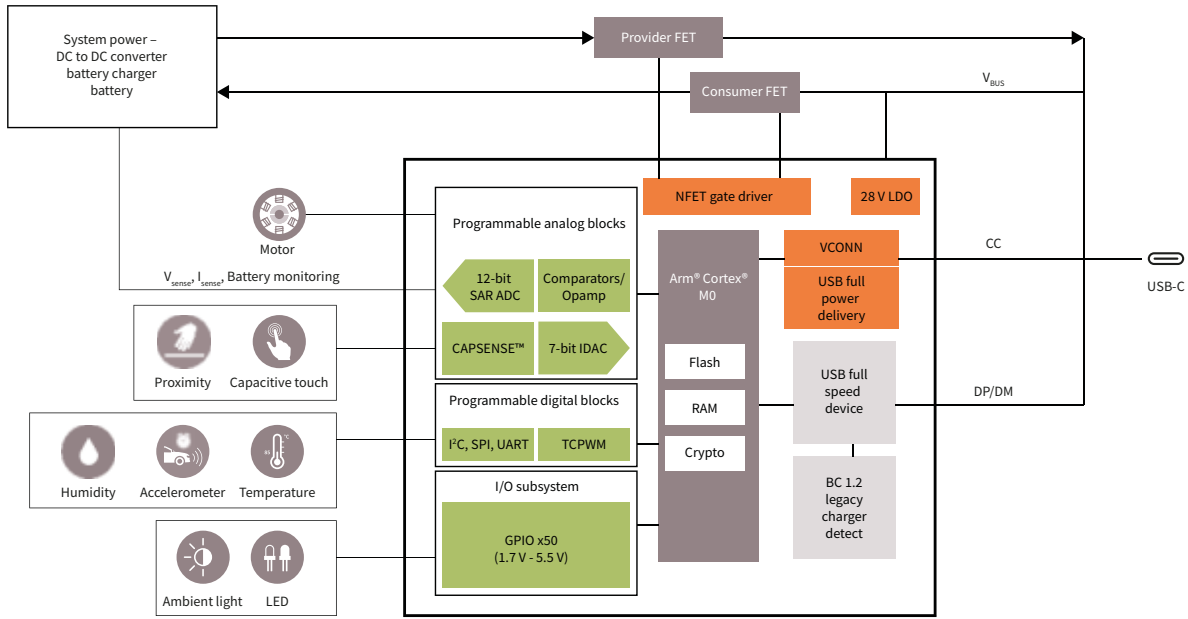 System power –
DC to DC converter
battery charger
battery
Provider FET
Consumer FET
VBUS
NFET gate driver
28 V LDO
Motor
Programmable analog blocks
12-bit
SAR ADC
Comparators/
Opamp
CAPSENSE™
7-bit IDAC
Arm® Cortex®
M0
Flash
RAM
Crypto
VCONN
USB full
power
delivery
CC
USB-C
Vsense, Isense, Battery monitoring
Proximity
Capacitive touch
Programmable digital blocks
I²C, SPI, UART
TCPWM
USB full
speed
device
DP/DM
Humidity
Accelerometer
Temperature
°C
I/O subsystem
GPIO x50
(1.7 V - 5.5 V)
BC 1.2
legacy
charger
detect
Ambient light
LED